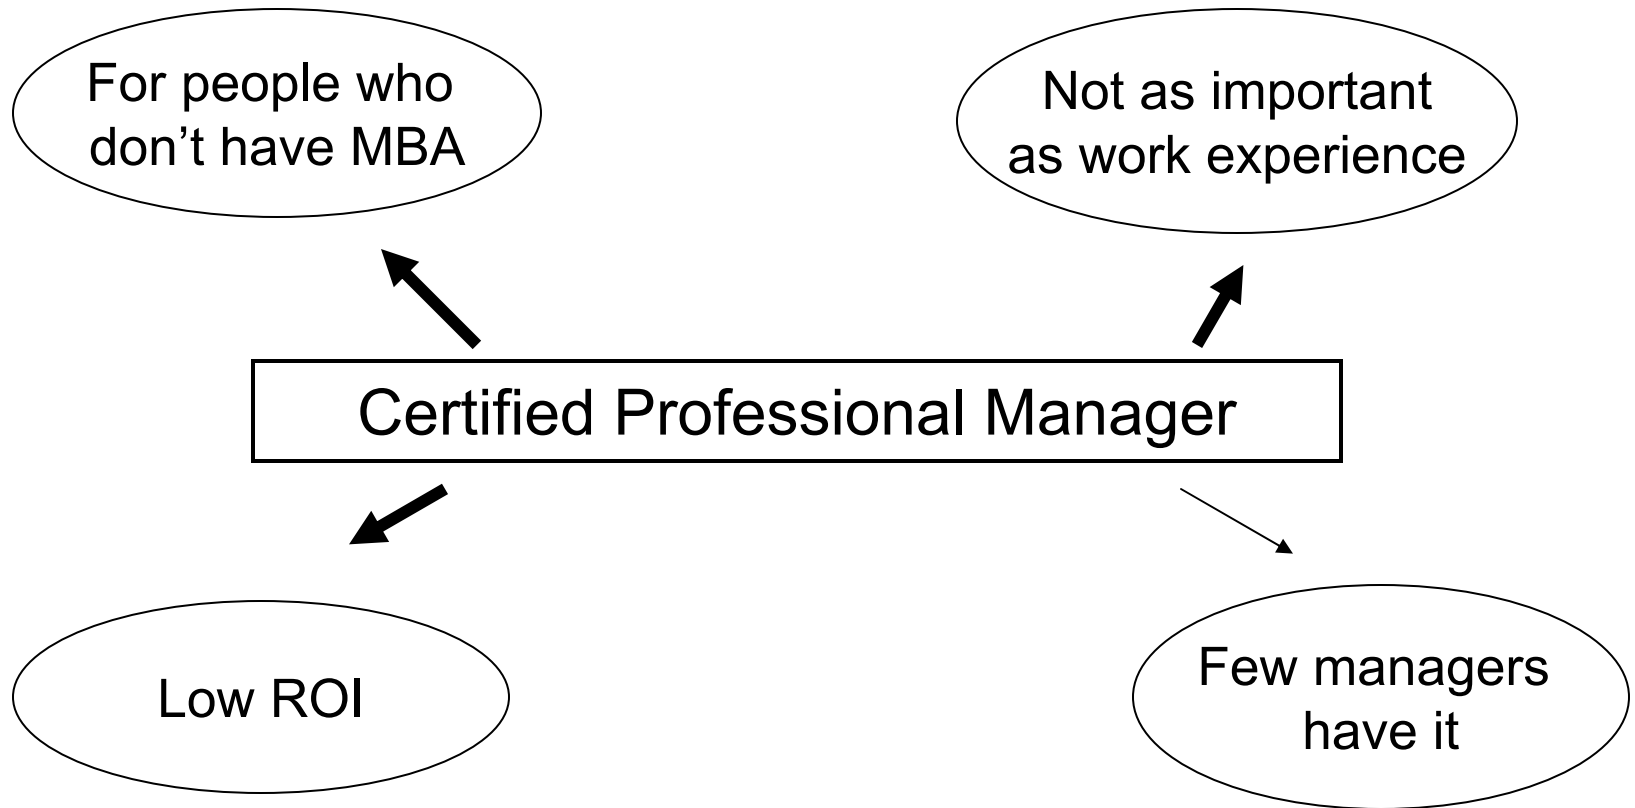 For people who
don’t have MBA
Not as important
as work experience
Certified Professional Manager
Low ROI
Few managers
have it